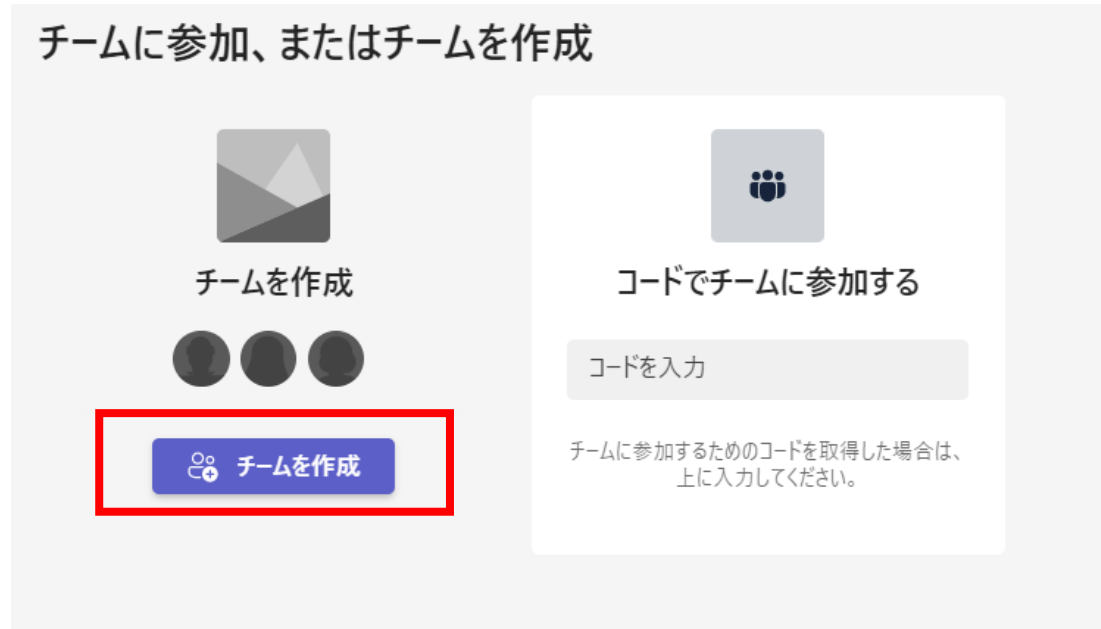 チームに参加、またはチームを作成
チームを作成
チームを作成
コードでチームに参加する
コードを入力
チームに参加するためのコードを取得した場合は、
上に入力してください。